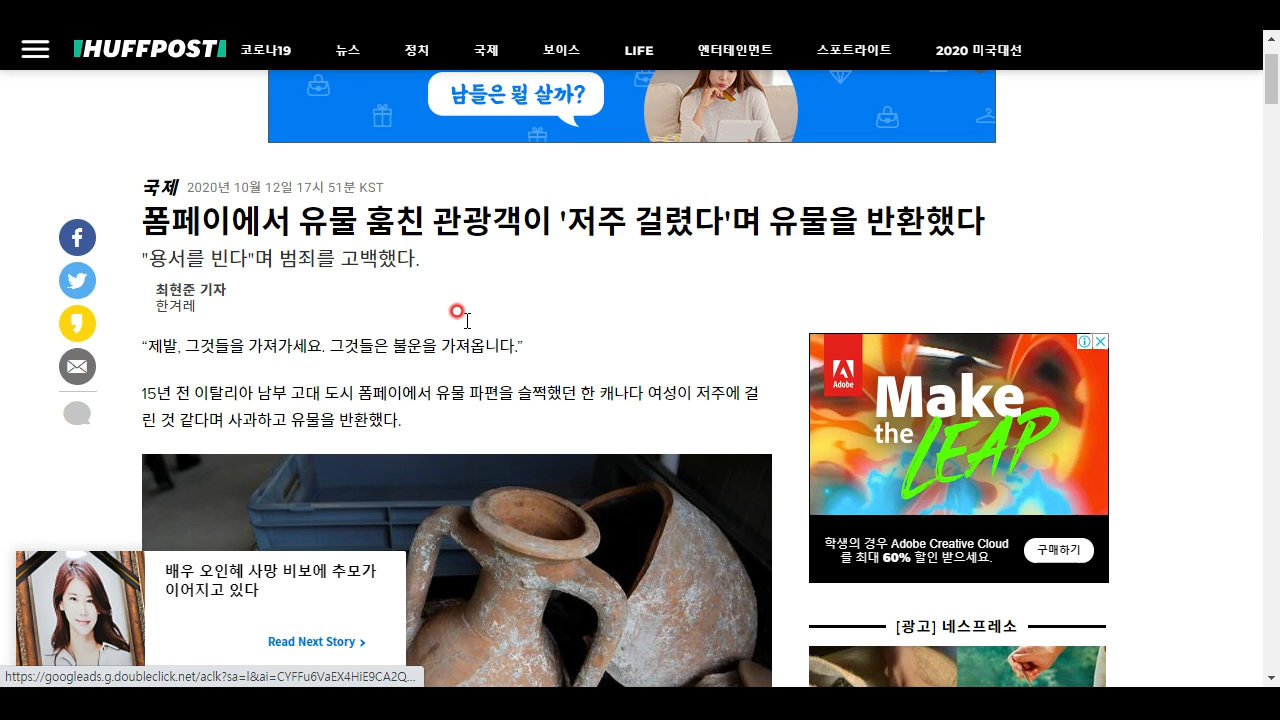 HUFFPOST 코로나19 뉴스 정치 국제 보이스 LIFE 엔터테인먼트 스포트라이트 2020 미국대선
남들은 뭘 살까?
국제 2020년 10월 12일 17시 51분 KST
폼페이에서 유물 훔친 관광객이 '저주 걸렸다'며 유물을 반환했다
"용서를 빈다"며 범죄를 고백했다.
최현준 기자
한겨레
“제발, 그것들을 가져가세요. 그것들은 불운을 가져옵니다.”
15년 전 이탈리아 남부 고대 도시 폼페이에서 유물 파편을 슬쩍했던 한 캐나다 여성이 저주에 걸
린 것 같다며 사과하고 유물을 반환했다.
Adobe
Make
the LEAP
학생의 경우 Adobe Creative Cloud
를 최대 60% 할인 받으세요.
구매하기
[광고] 네스프레소
배우 오인혜 사망 비보에 추모가
이어지고 있다
Read Next Story
https://googleads.g.doubleclick.net/aclk?sa=l&ai=CYFFu6V...